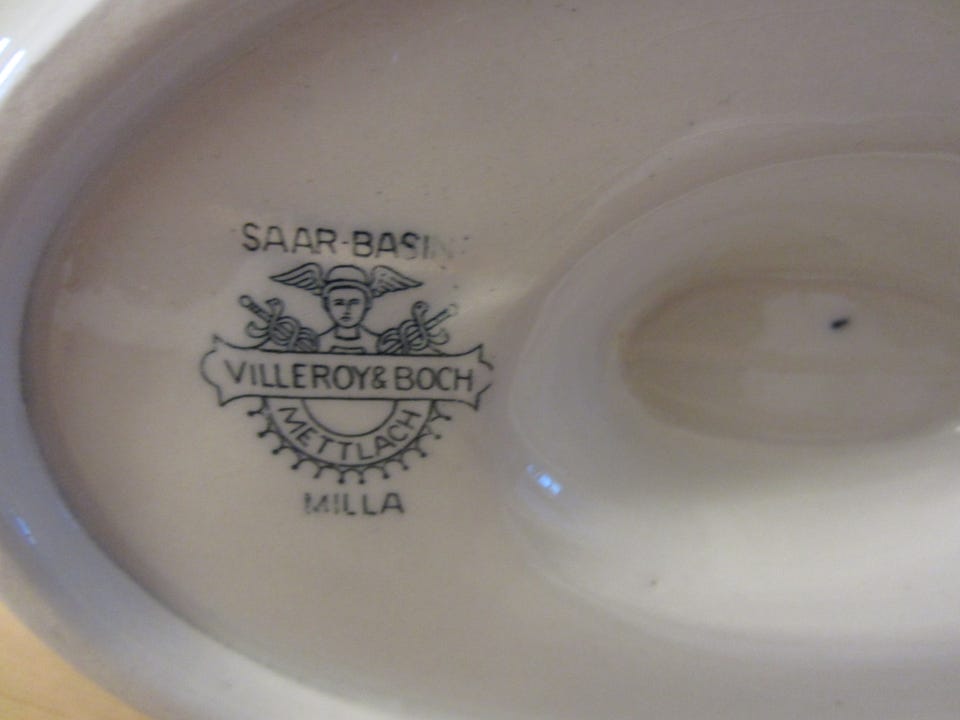 SAAR-BASIN
VILLEROY & BOCH
METTLACH
MILLA